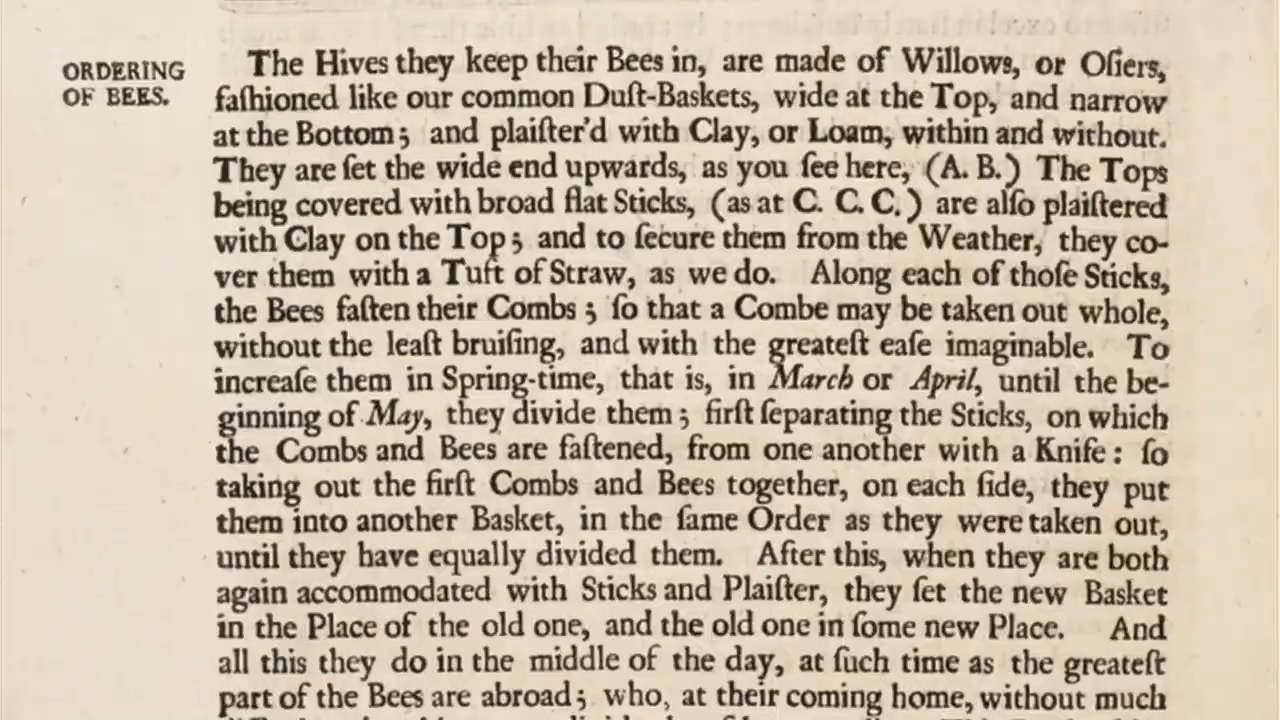 ORDERING
OF BEES.
The Hives they keep their Bees in, are made of Willows, or Oſiers,
faſhioned like our common Duſt-Baskets, wide at the Top, and narrow
at the Bottom; and plaiſter'd with Clay, or Loam, within and without.
They are ſet the wide end upwards, as you ſee here, (A. B.) The Tops
being covered with broad flat Sticks, (as at C. C. C.) are alſo plaiſtered
with Clay on the Top; and to ſecure them from the Weather, they co-
ver them with a Tuft of Straw, as we do. Along each of thoſe Sticks,
the Bees faſten their Combs; ſo that a Combe may be taken out whole,
without the leaſt bruiſing, and with the greateſt eaſe imaginable. To
increaſe them in Spring-time, that is, in March or April, until the be-
ginning of May, they divide them; firſt ſeparating the Sticks, on which
the Combs and Bees are faſtened, from one another with a Knife: ſo
taking out the firſt Combs and Bees together, on each ſide, they put
them into another Basket, in the ſame Order as they were taken out,
until they have equally divided them. After this, when they are both
again accommodated with Sticks and Plaiſter, they ſet the new Basket
in the Place of the old one, and the old one in ſome new Place. And
all this they do in the middle of the day, at ſuch time as the greateſt
part of the Bees are abroad; who, at their coming home, without much